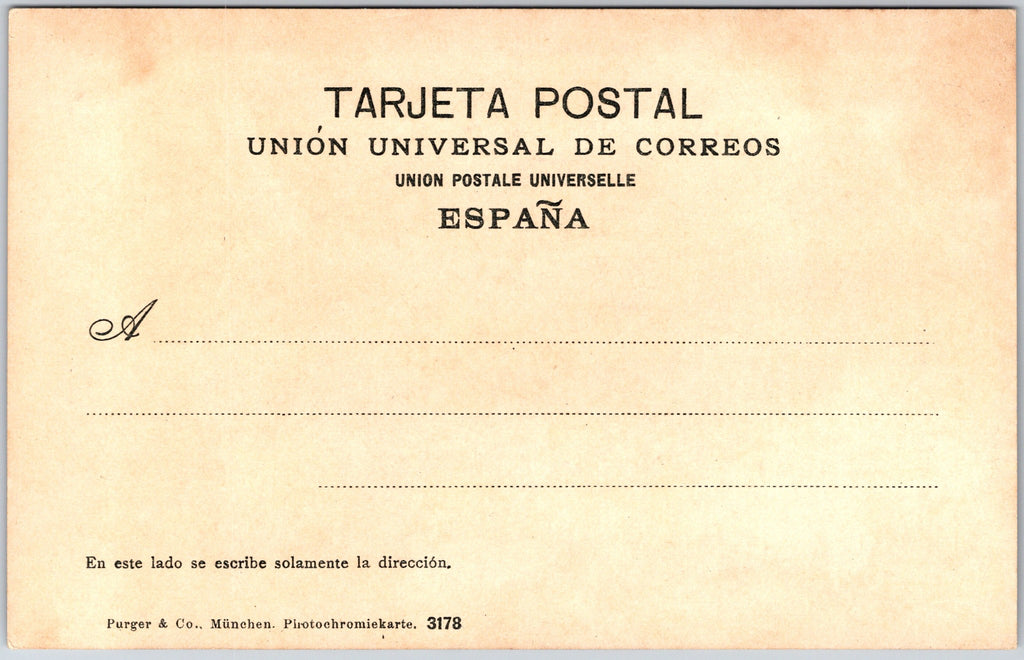 TARJETA POSTAL
UNIÓN UNIVERSAL DE CORREOS
UNION POSTALE UNIVERSELLE
ESPAÑA
A
En este lado se escribe solamente la dirección.
Purger & Co., München. Photochromiekarte. 3178